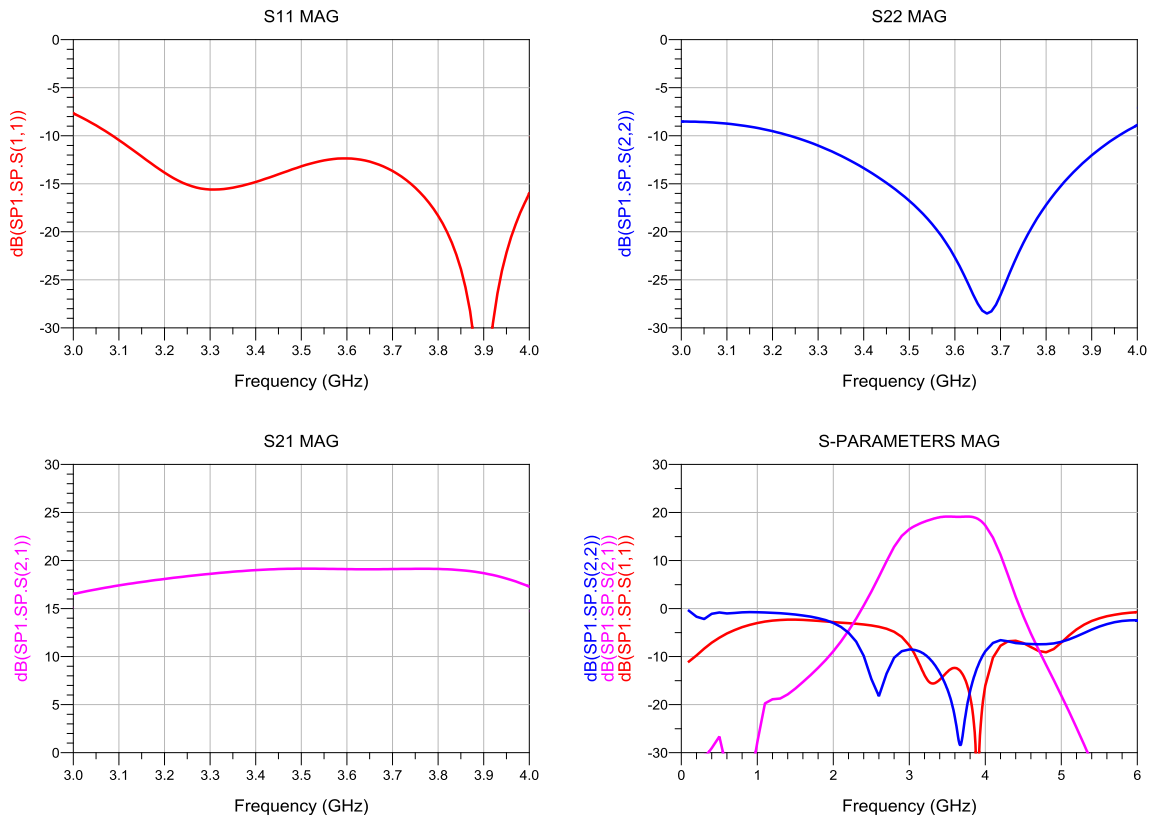 S11 MAG
dB(SP1.SP.S(1,1))
0
-5
-10
-15
-20
-25
-30
3.0 3.1 3.2 3.3 3.4 3.5 3.6 3.7 3.8 3.9 4.0
Frequency (GHz)
S22 MAG
dB(SP1.SP.S(2,2))
0
-5
-10
-15
-20
-25
-30
3.0 3.1 3.2 3.3 3.4 3.5 3.6 3.7 3.8 3.9 4.0
Frequency (GHz)
S21 MAG
dB(SP1.SP.S(2,1))
30
25
20
15
10
5
0
3.0 3.1 3.2 3.3 3.4 3.5 3.6 3.7 3.8 3.9 4.0
Frequency (GHz)
S-PARAMETERS MAG
dB(SP1.SP.S(2,2))
dB(SP1.SP.S(2,1))
dB(SP1.SP.S(1,1))
30
20
10
0
-10
-20
-30
0 1 2 3 4 5 6
Frequency (GHz)